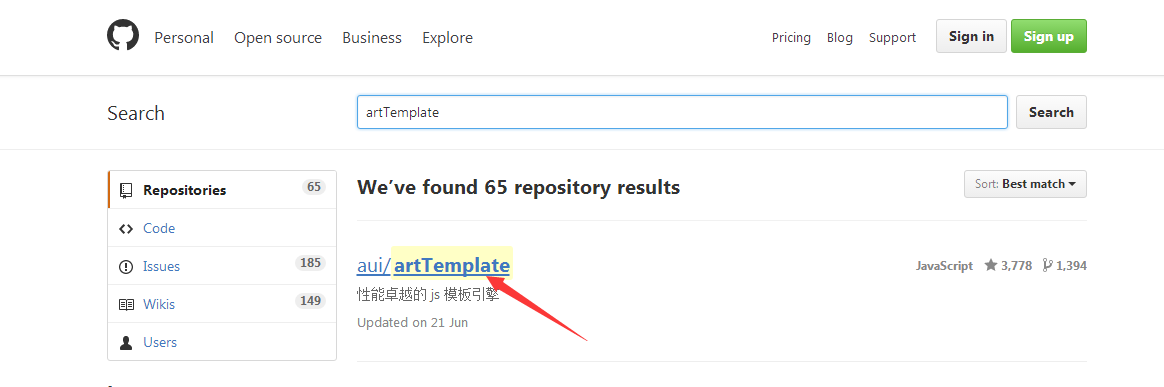 Personal Open source Business Explore Pricing Blog Support Sign in Sign up
Search artTemplate Search
Repositories 65
Code
Issues 185
Wikis 149
Users
We’ve found 65 repository results Sort: Best match
aui/artTemplate JavaScript 3,778 1,394
性能卓越的 js 模板引擎
Updated on 21 Jun